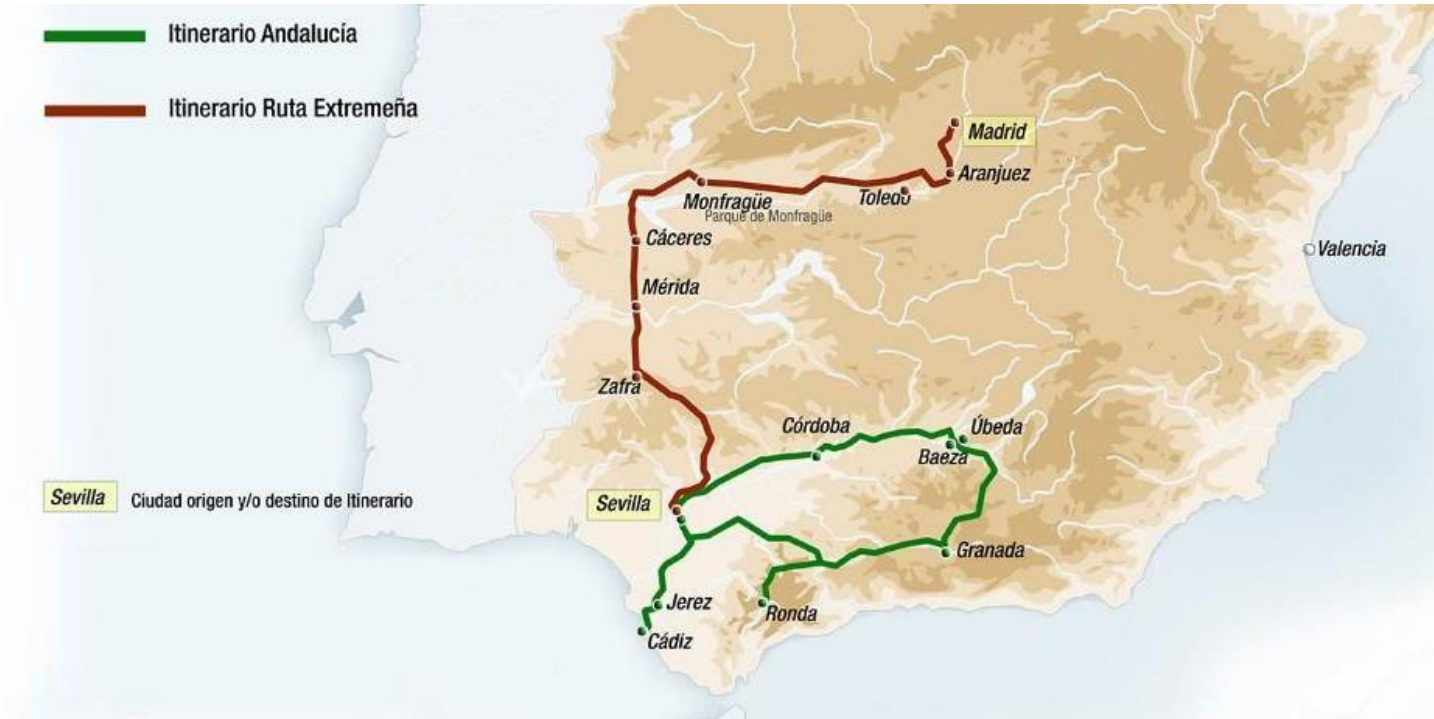 Itinerario Andalucía
Itinerario Ruta Extremeña
Madrid
Aranjuez
Toledo
Monfragüe
Parque de Monfragüe
Cáceres
Valencia
Mérida
Zafra
Córdoba
Úbeda
Baeza
Sevilla
Ciudad origen y/o destino de Itinerario
Sevilla
Granada
Jerez
Ronda
Cádiz